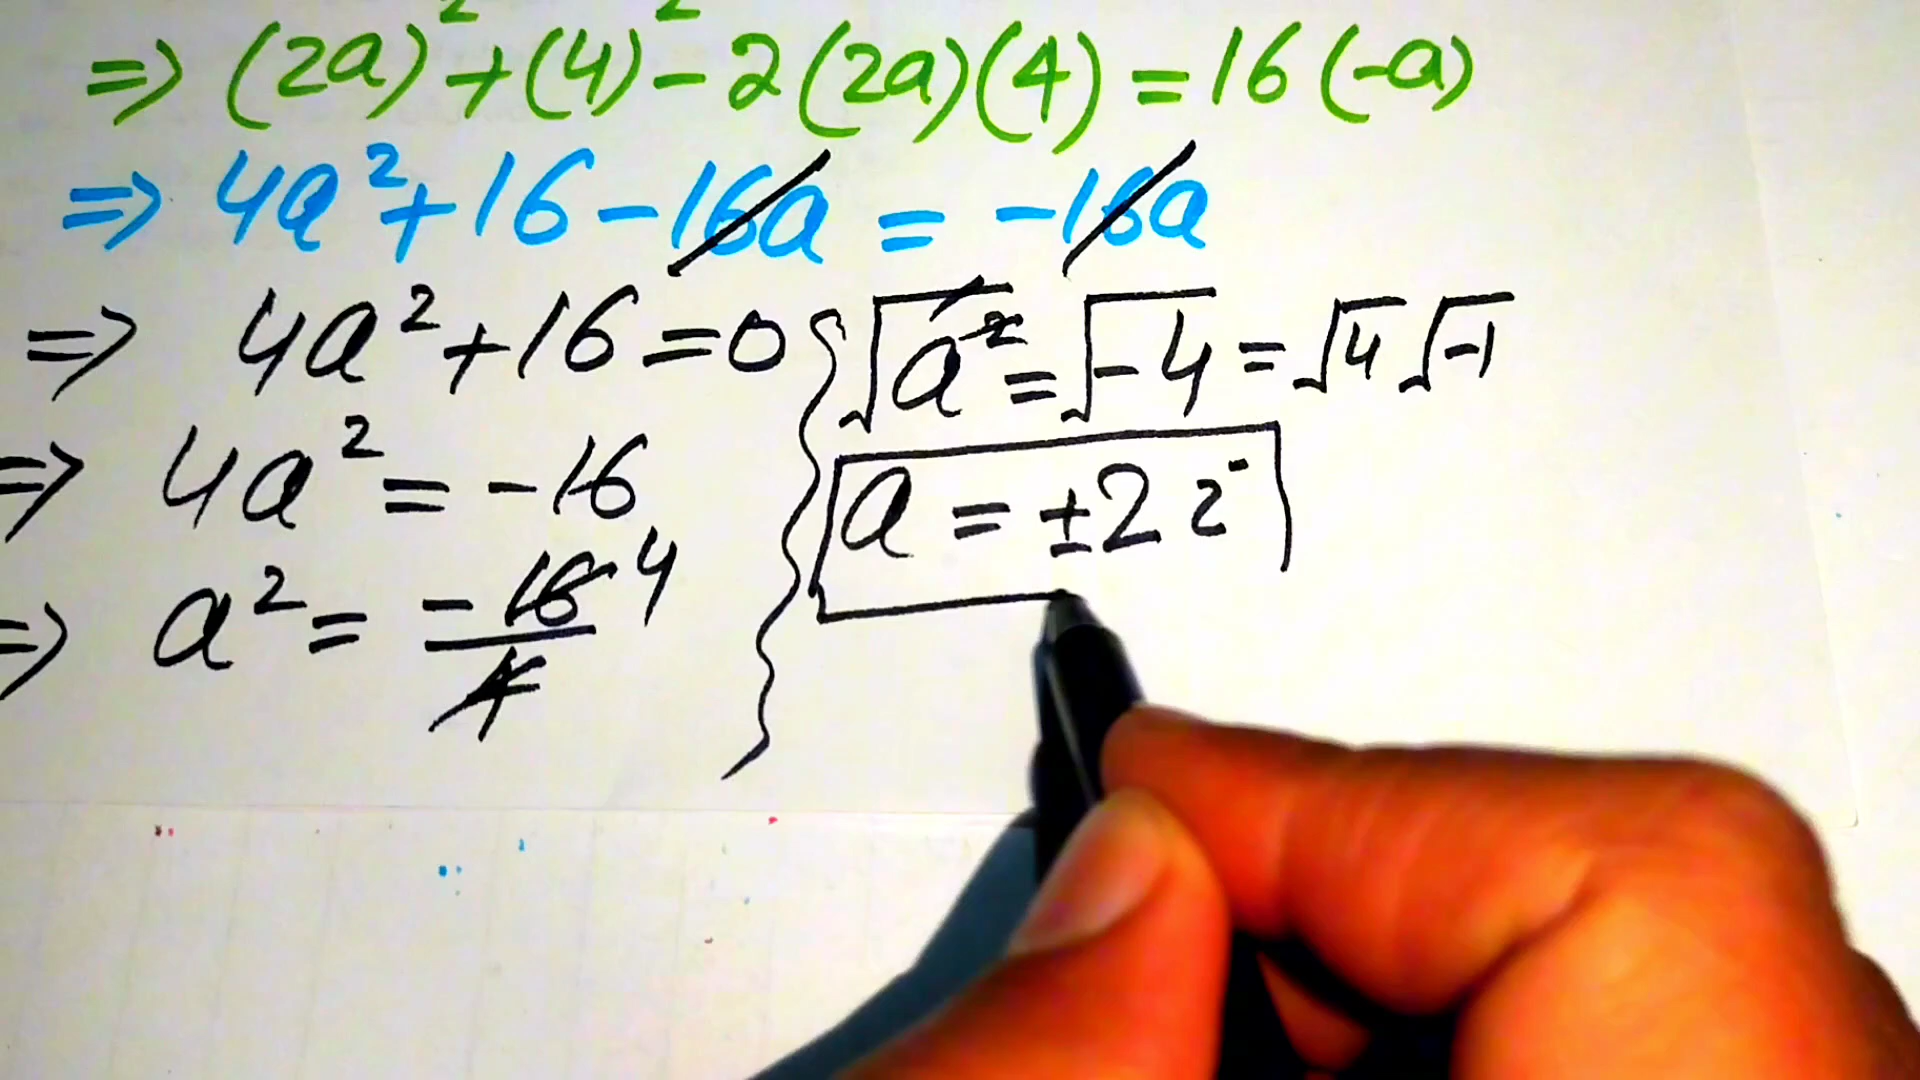 ⇒ (2a)² + (4)² - 2(2a)(4) = 16(-a)
⇒ 4a² + 16 - 16a = -16a
⇒ 4a² + 16 = 0
⇒ 4a² = -16
⇒ a² = -16/4 4
√a² = √-4 = √4 √-1
a = ±2i